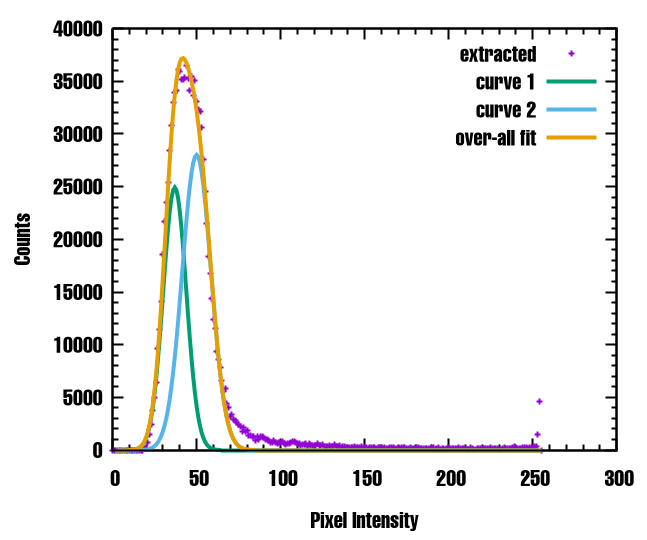 40000
35000
30000
25000
20000
15000
10000
5000
0
Counts
extracted
curve 1
curve 2
over-all fit
0 50 100 150 200 250 300
Pixel Intensity